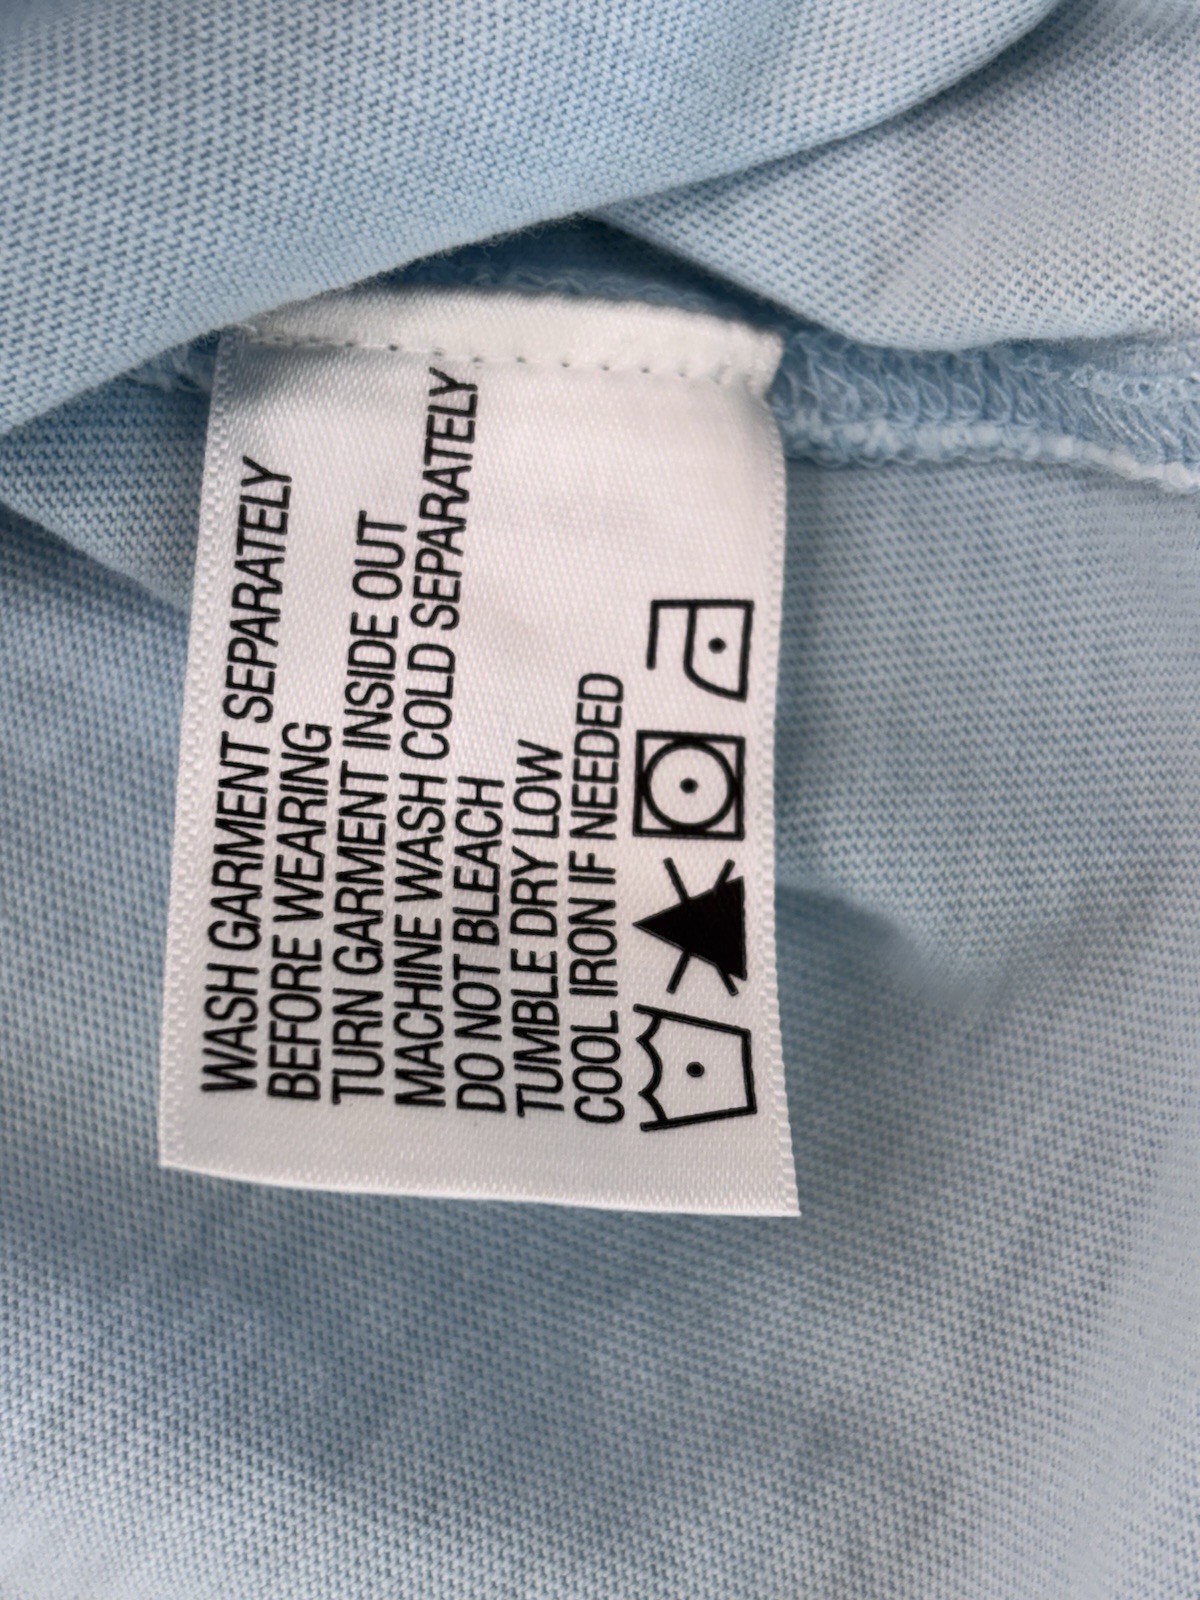 WASH GARMENT SEPARATELY
BEFORE WEARING
TURN GARMENT INSIDE OUT
MACHINE WASH COLD SEPARATELY
DO NOT BLEACH
TUMBLE DRY LOW
COOL IRON IF NEEDED